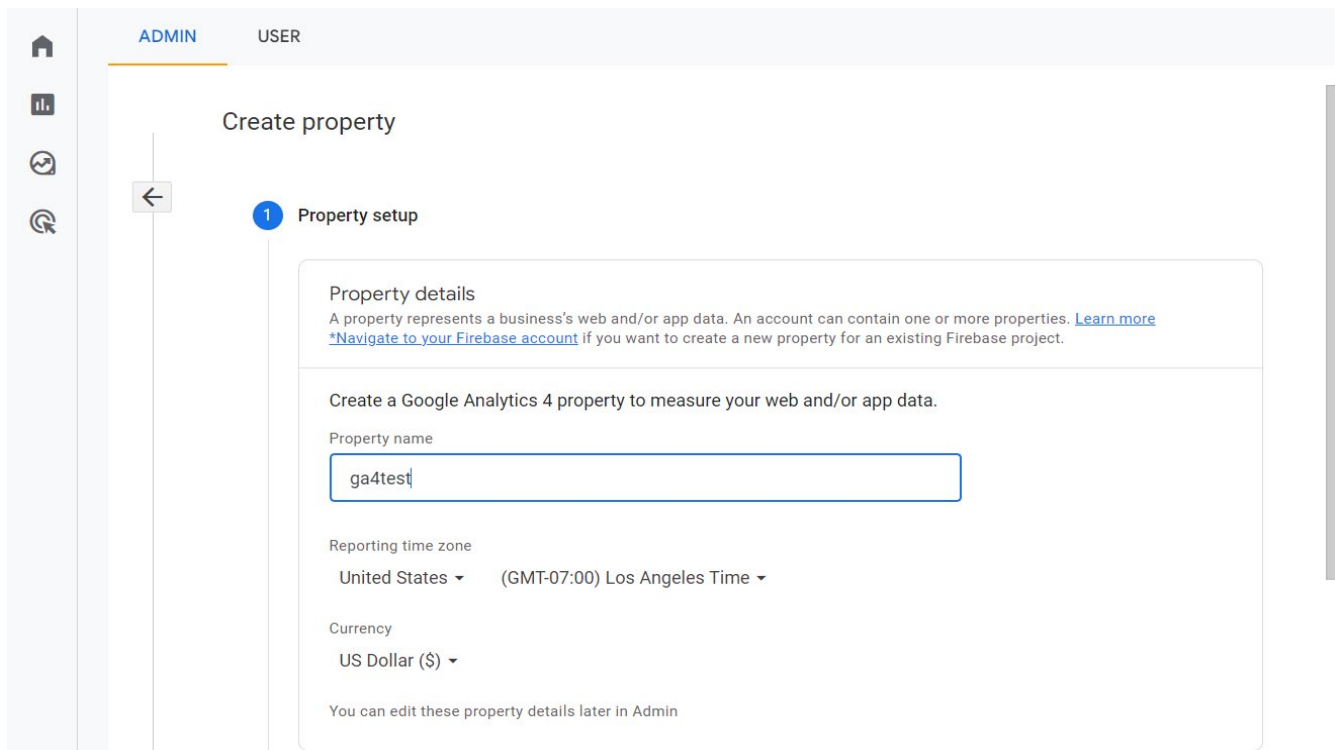 ADMIN USER
Create property
1 Property setup
Property details
A property represents a business's web and/or app data. An account can contain one or more properties. Learn more
*Navigate to your Firebase account if you want to create a new property for an existing Firebase project.
Create a Google Analytics 4 property to measure your web and/or app data.
Property name
ga4test
Reporting time zone
United States (GMT-07:00) Los Angeles Time
Currency
US Dollar ($)
You can edit these property details later in Admin